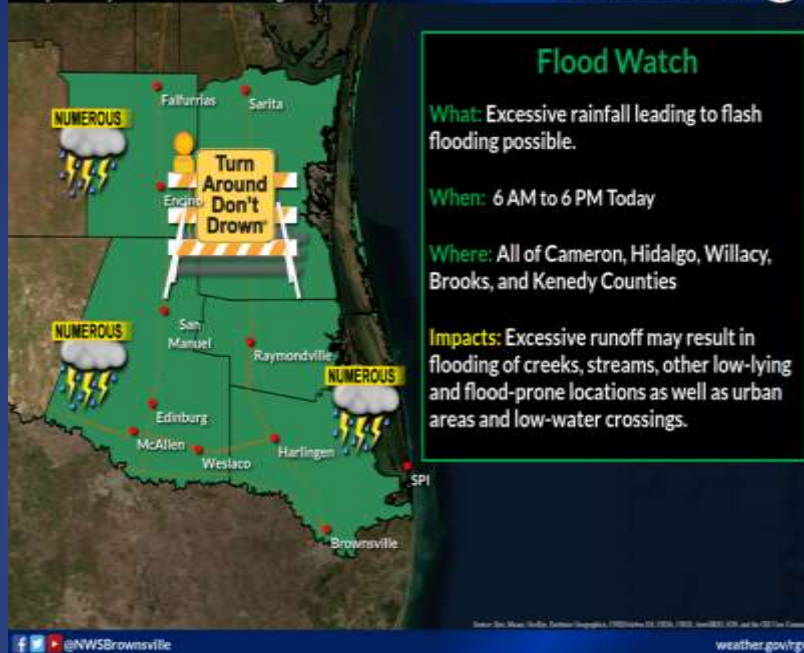 Flood Watch
What: Excessive rainfall leading to flash
flooding possible.
When: 6 AM to 6 PM Today
Where: All of Cameron, Hidalgo, Willacy,
Brooks, and Kenedy Counties
Impacts: Excessive runoff may result in
flooding of creeks, streams, other low-lying
and flood-prone locations as well as urban
areas and low-water crossings.
Falfurrias
Sarita
NUMEROUS
Turn
Around
Don't
Drown
Encino
San
Manuel
NUMEROUS
Raymondville
NUMEROUS
Edinburg
McAllen
Weslaco
Harlingen
SPI
Brownsville
@NWSBrownsville
weather.gov/rgv